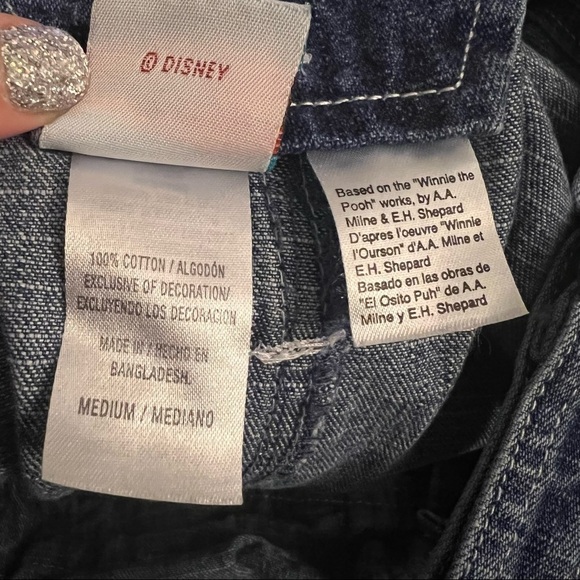 © DISNEY
100% COTTON / ALGODÓN
EXCLUSIVE OF DECORATION/
EXCLUYENDO LOS DECORACION
MADE IN / HECHO EN
BANGLADESH.
MEDIUM / MEDIANO
Based on the "Winnie the
Pooh" works, by A.A.
Milne & E.H. Shepard
D'apres l'oeuvre "Winnie
l'Ourson" d'A.A. Milne et
E.H. Shepard
Basado en las obras de
"El Osito Puh" de A.A.
Milne y E.H. Shepard